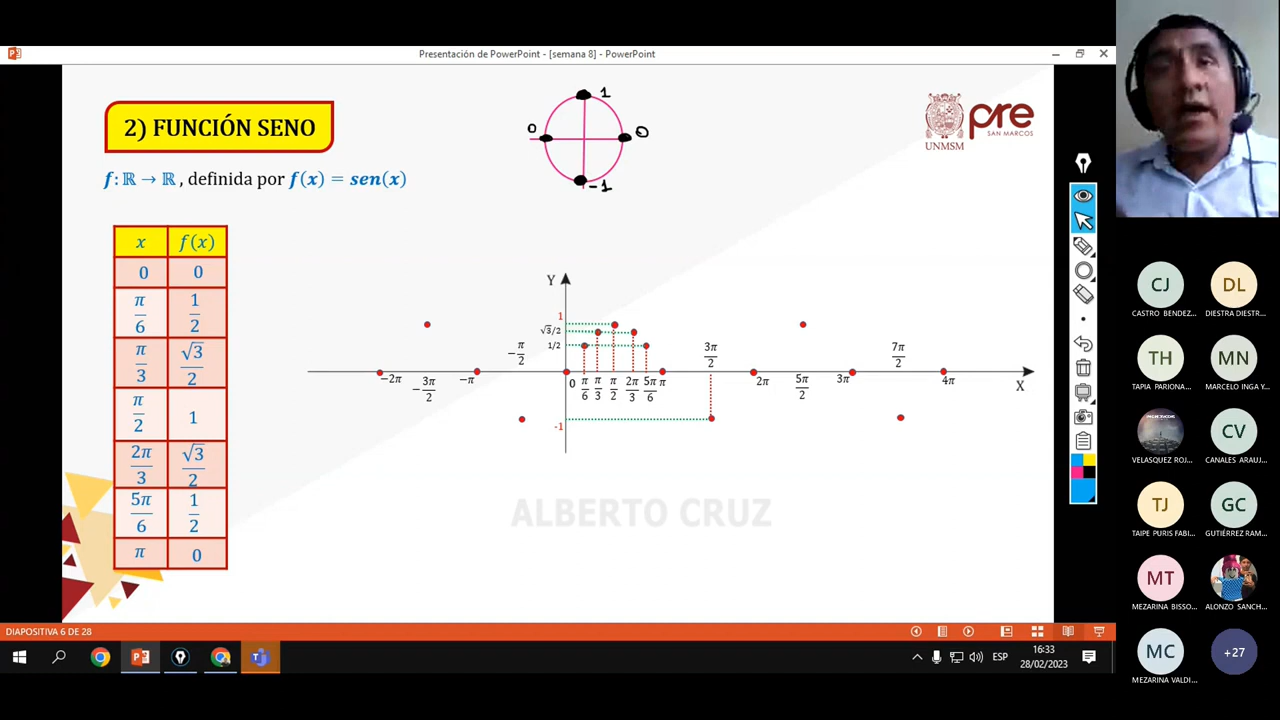 Presentación de PowerPoint - [semana 8] - PowerPoint
2) FUNCIÓN SENO
f: ℝ → ℝ , definida por f(x) = sen(x)
1
0
0
-1
UNMSM
pre
SAN MARCOS
x f(x)
0 0
π/6 1/2
π/3 √3/2
π/2 1
2π/3 √3/2
5π/6 1/2
π 0
Y
1
√3/2
1/2
-1
−2π
−3π/2
−π
−π/2
0
π/6
π/3
π/2
2π/3
5π/6
π
3π/2
2π
5π/2
3π
7π/2
4π
X
ALBERTO CRUZ
CJ
CASTRO BENDEZ...
DL
DIESTRA DIESTR...
TH
TAPIA PARIONA...
MN
MARCELO INGA Y...
VELASQUEZ ROJ...
CV
CANALES ARAUJ...
TJ
TAIPE PURIS FABI...
GC
GUTIÉRREZ RAM...
MT
MEZARINA BISSO...
ALONZO SANCH...
MC
MEZARINA VALDI...
+27
DIAPOSITIVA 6 DE 28
ESP
16:33
28/02/2023